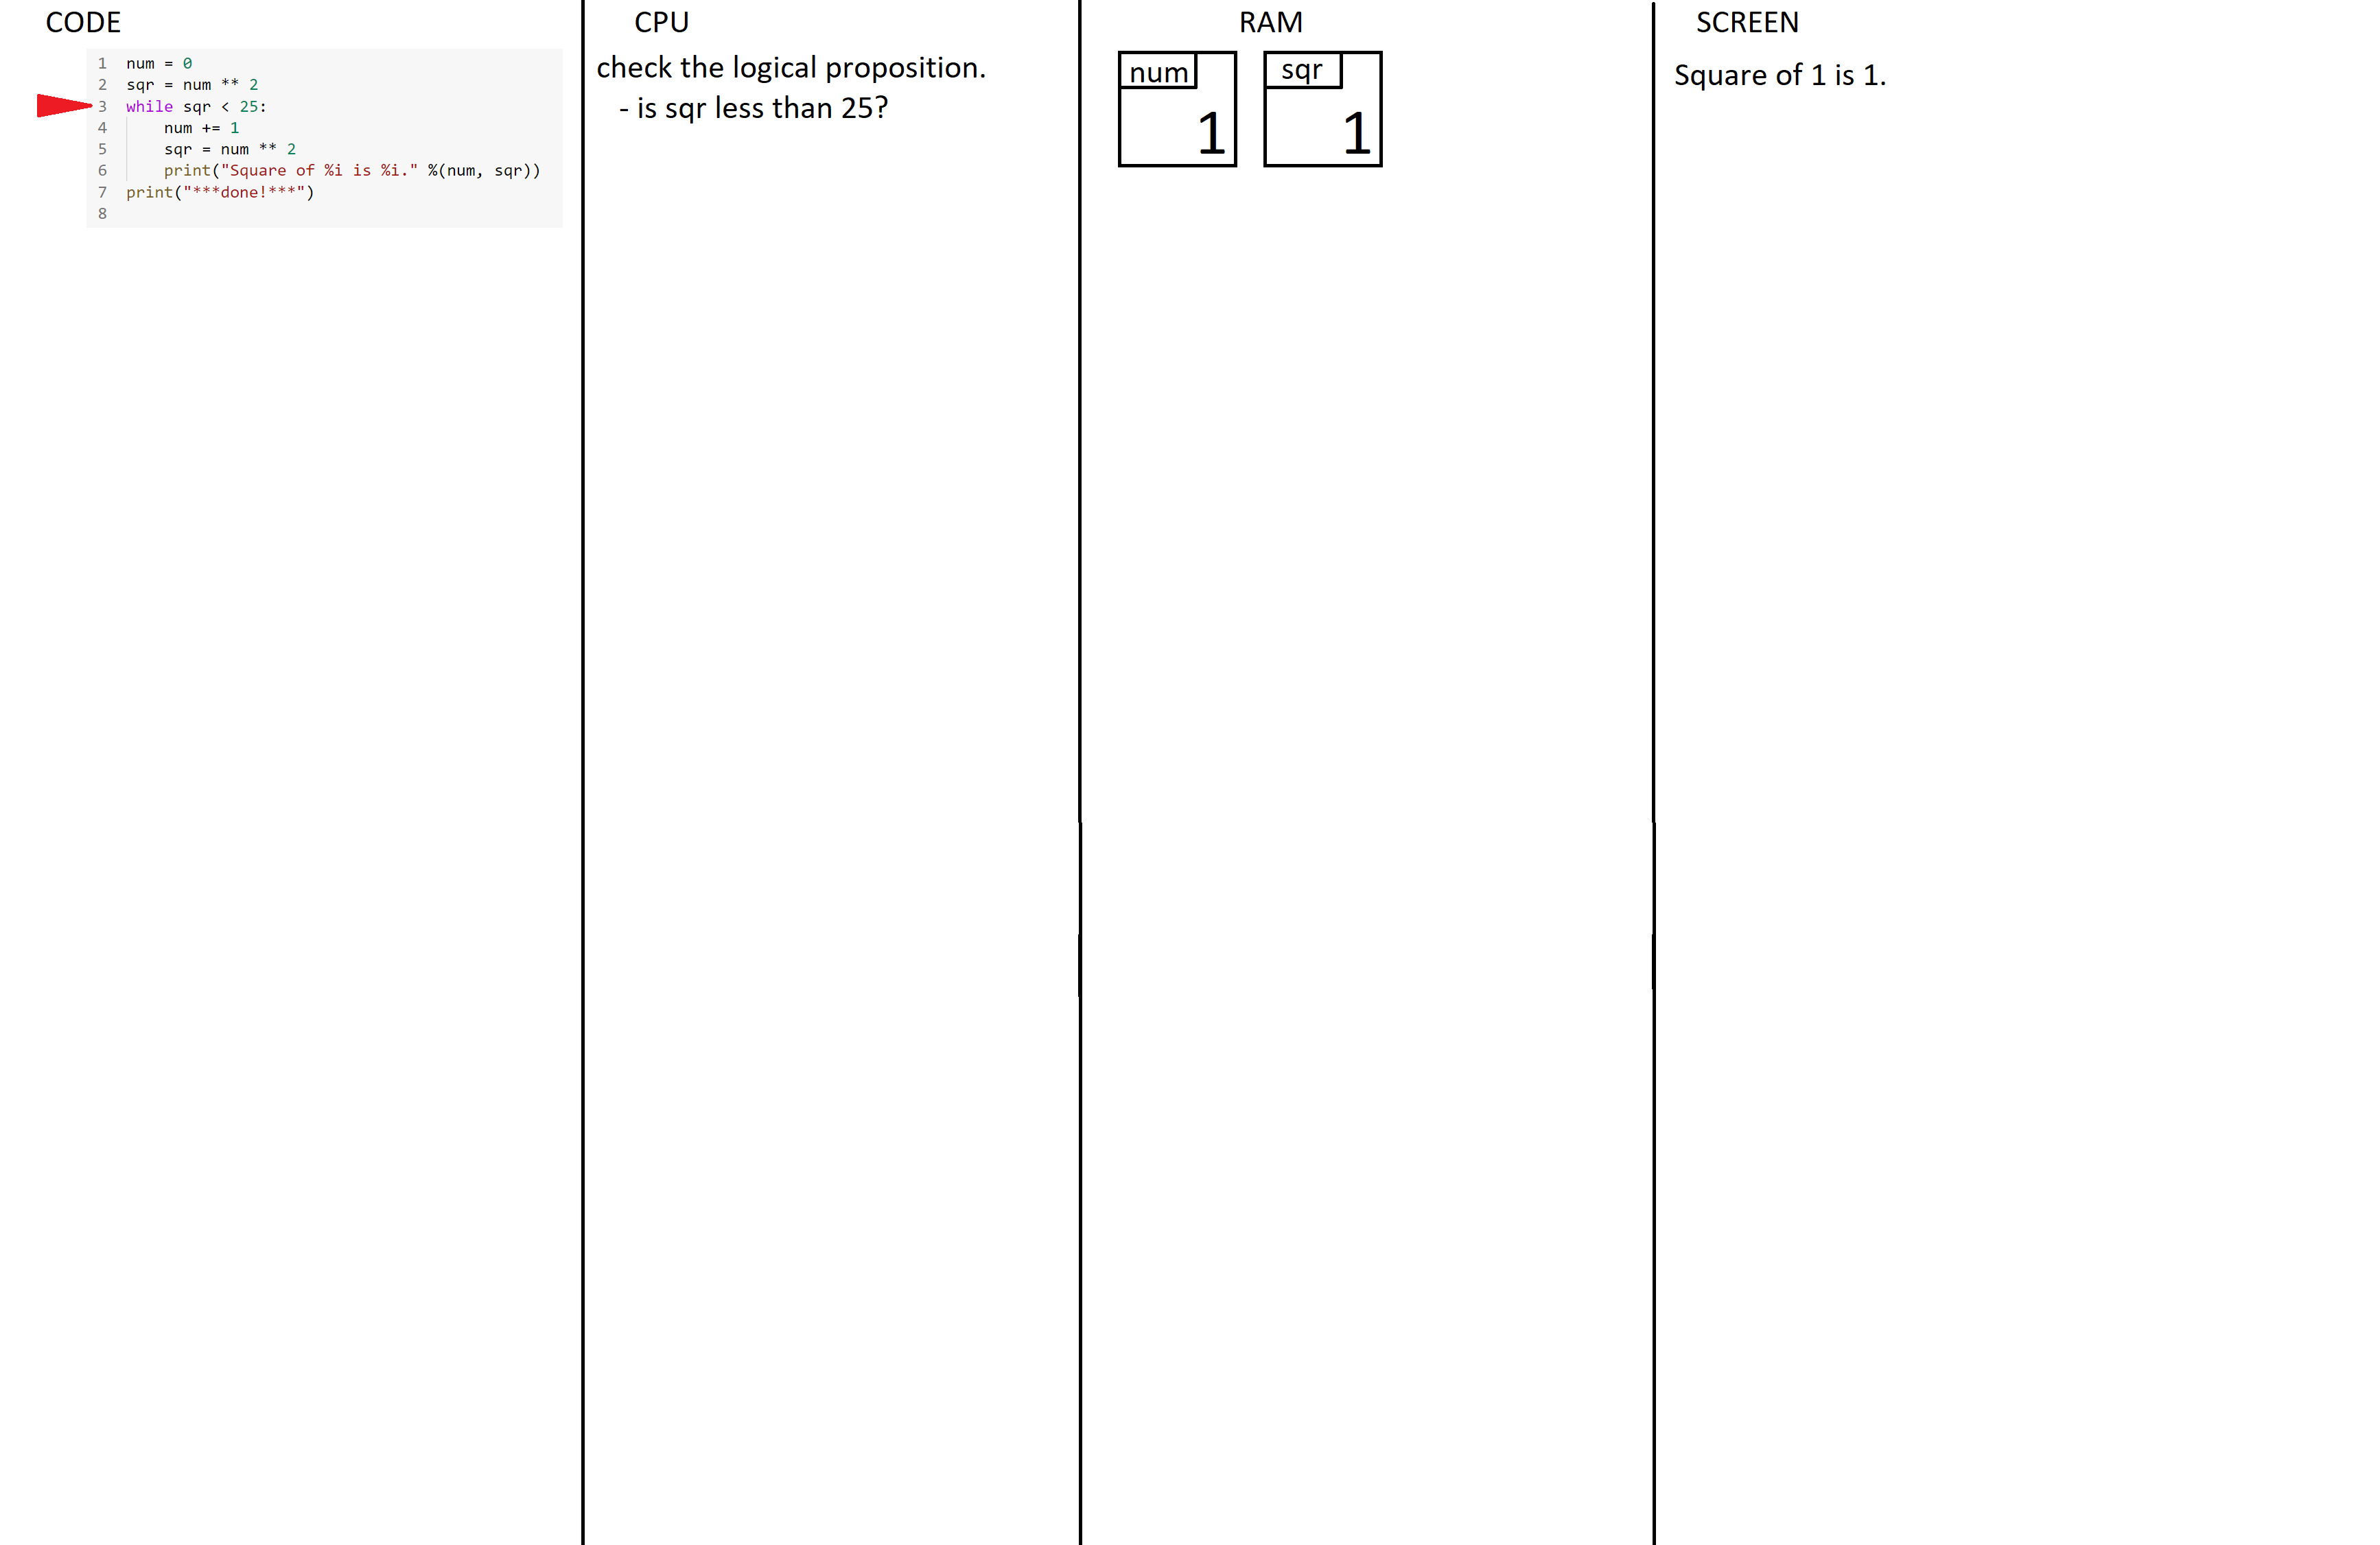 CODE
1 num = 0
2 sqr = num ** 2
3 while sqr < 25:
4     num += 1
5     sqr = num ** 2
6     print("Square of %i is %i." %(num, sqr))
7 print("***done!***")
8
CPU
check the logical proposition.
- is sqr less than 25?
RAM
num
1
sqr
1
SCREEN
Square of 1 is 1.